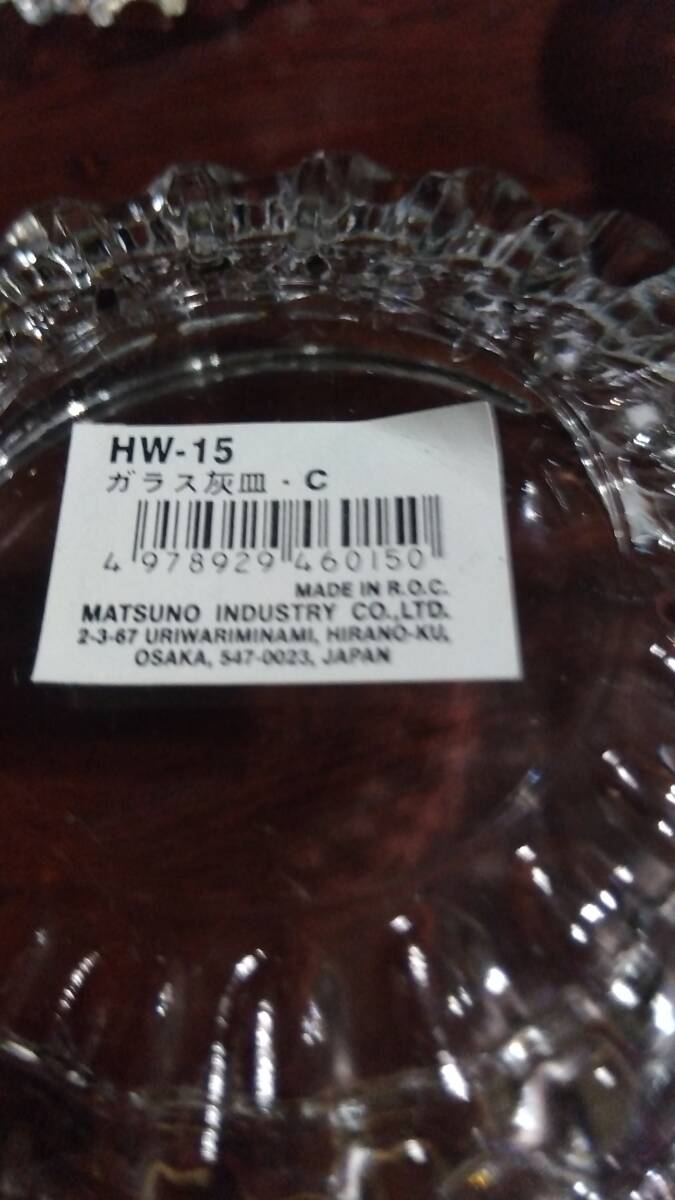 HW-15
ガラス灰皿・C
4 978929 460150
MADE IN R.O.C.
MATSUNO INDUSTRY CO.,LTD.
2-3-67 URIWARIMINAMI, HIRANO-KU,
OSAKA, 547-0023, JAPAN